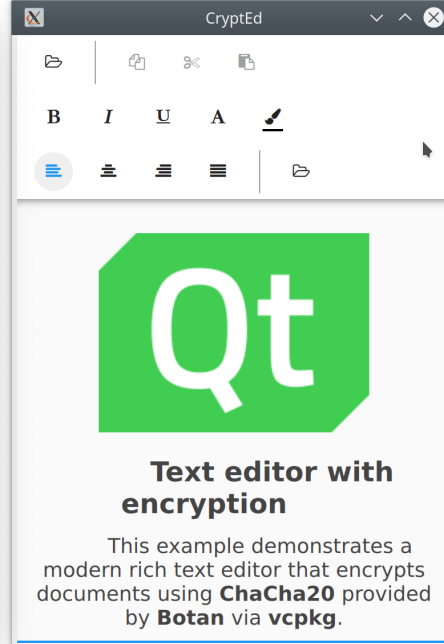 CryptEd
B I U A
Qt
Text editor with
encryption
This example demonstrates a
modern rich text editor that encrypts
documents using ChaCha20 provided
by Botan via vcpkg.